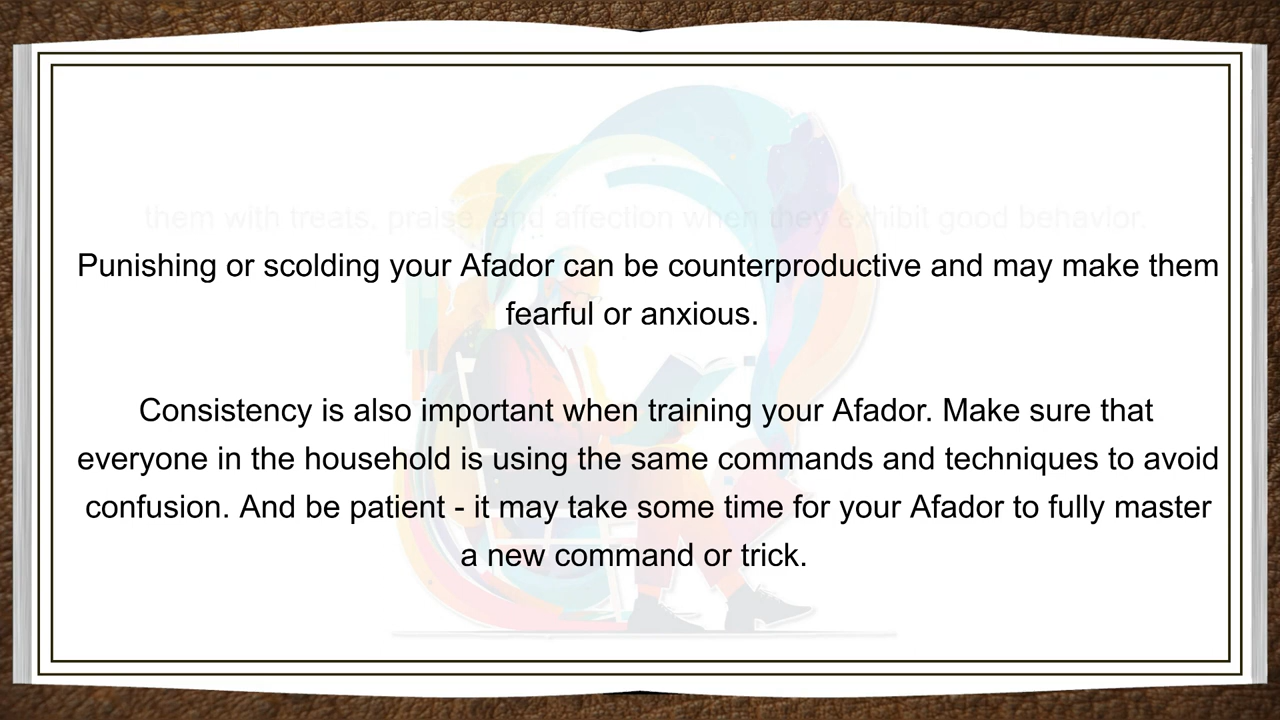 them with treats, praise, and affection when they exhibit good behavior.
Punishing or scolding your Afador can be counterproductive and may make them
fearful or anxious.
Consistency is also important when training your Afador. Make sure that
everyone in the household is using the same commands and techniques to avoid
confusion. And be patient - it may take some time for your Afador to fully master
a new command or trick.